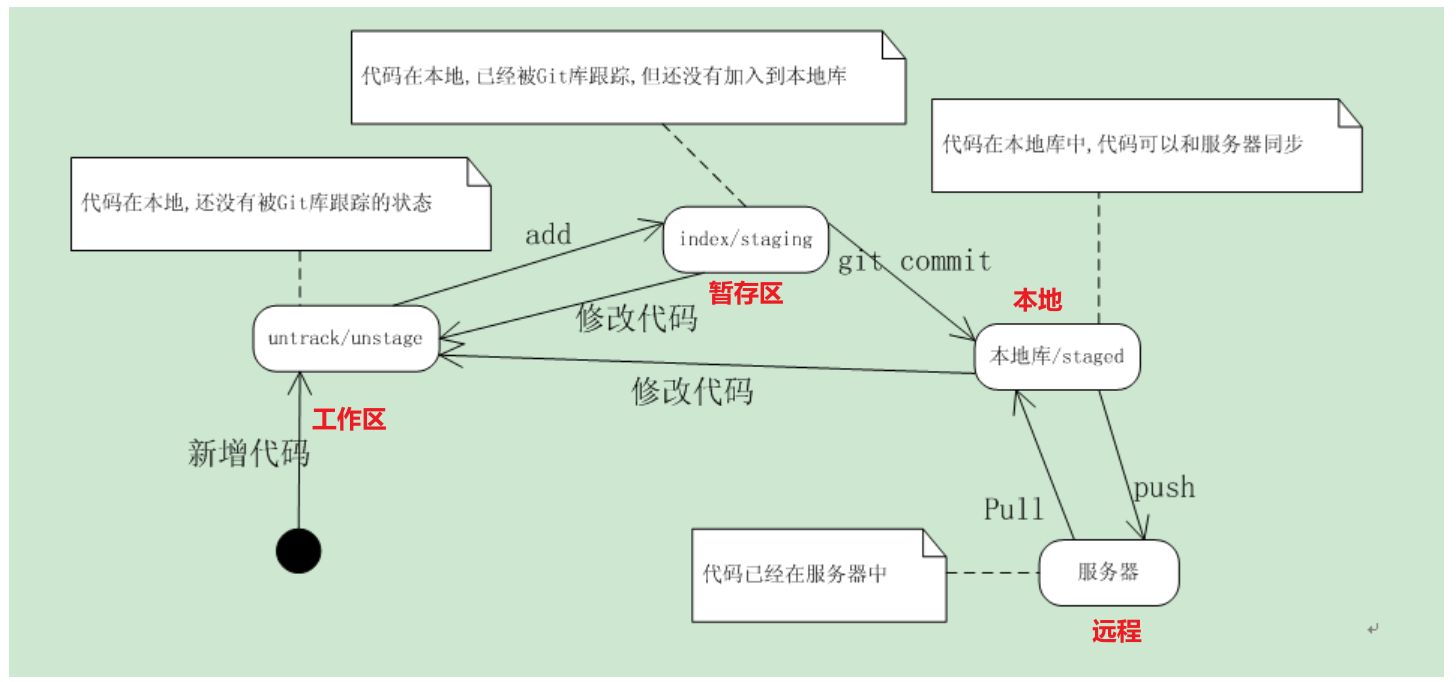 代码在本地,已经被Git库跟踪,但还没有加入到本地库
代码在本地库中,代码可以和服务器同步
代码在本地,还没有被Git库跟踪的状态
add
index/staging
git commit
暂存区
本地
修改代码
untrack/unstage
本地库/staged
修改代码
工作区
新增代码
push
Pull
代码已经在服务器中
服务器
远程